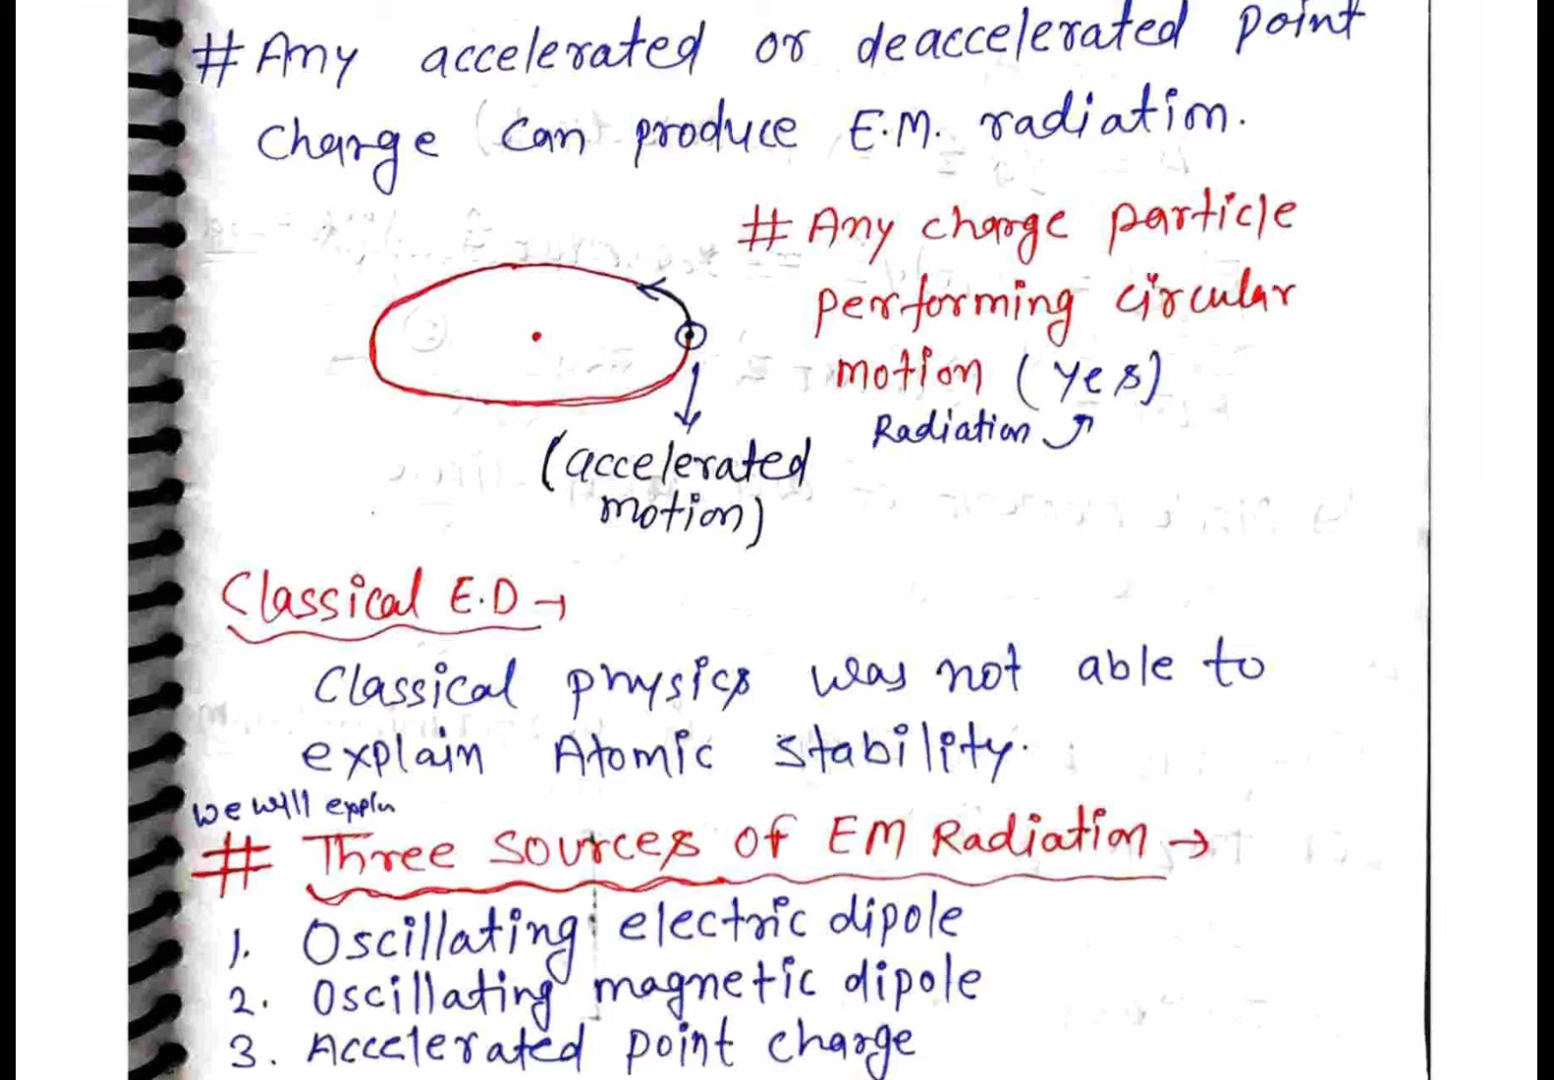 # Any accelerated or deaccelerated point
charge can produce E.M. radiation.
# Any charge particle
performing circular
motion (Yes)
Radiation
(accelerated
motion)
Classical E.D →
Classical physics was not able to
explain Atomic stability.
we will
# Three sources of EM Radiation →
1. Oscillating electric dipole
2. Oscillating magnetic dipole
3. Accelerated point charge